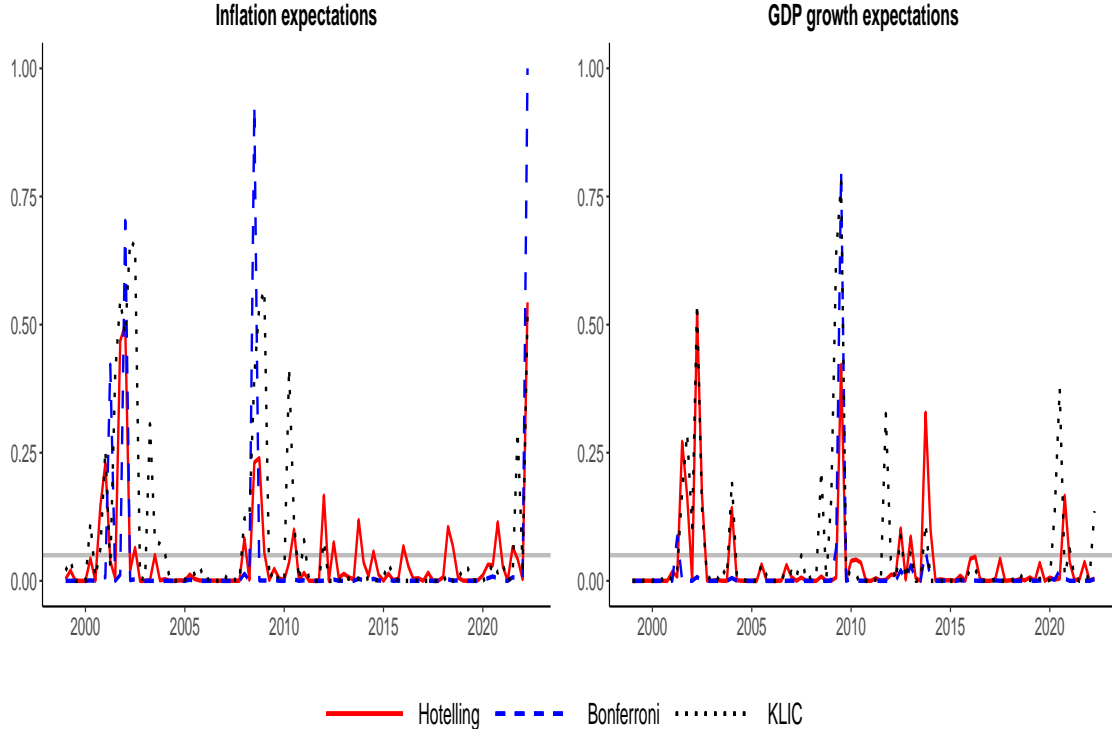 Inflation expectations
GDP growth expectations
1.00
0.75
0.50
0.25
0.00
2000 2005 2010 2015 2020
1.00
0.75
0.50
0.25
0.00
2000 2005 2010 2015 2020
Hotelling Bonferroni KLIC